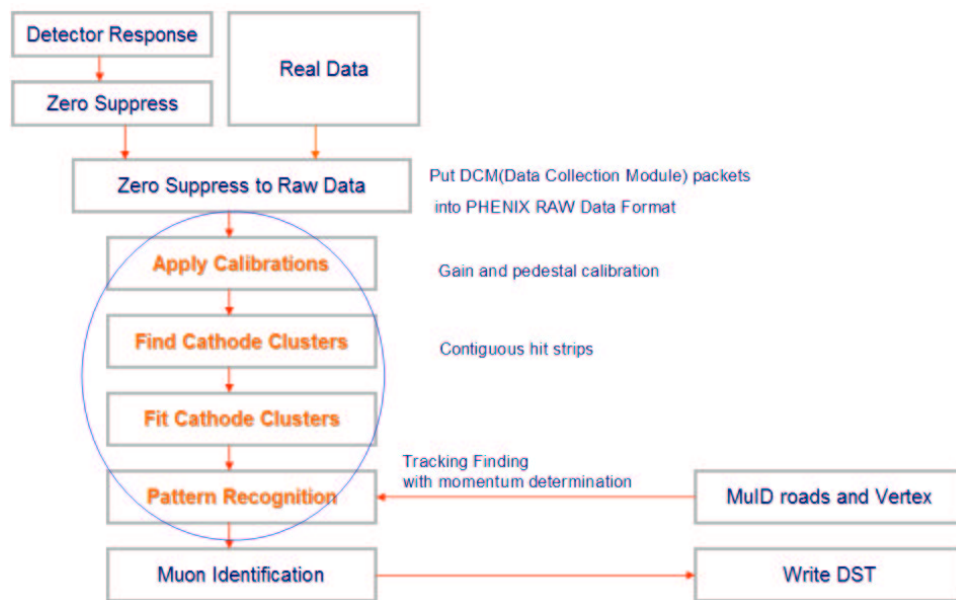 Detector Response
Real Data
Zero Suppress
Zero Suppress to Raw Data
Put DCM(Data Collection Module) packets
into PHENIX RAW Data Format
Apply Calibrations
Gain and pedestal calibration
Find Cathode Clusters
Contiguous hit strips
Fit Cathode Clusters
Tracking Finding
with momentum determination
Pattern Recognition
MuID roads and Vertex
Muon Identification
Write DST